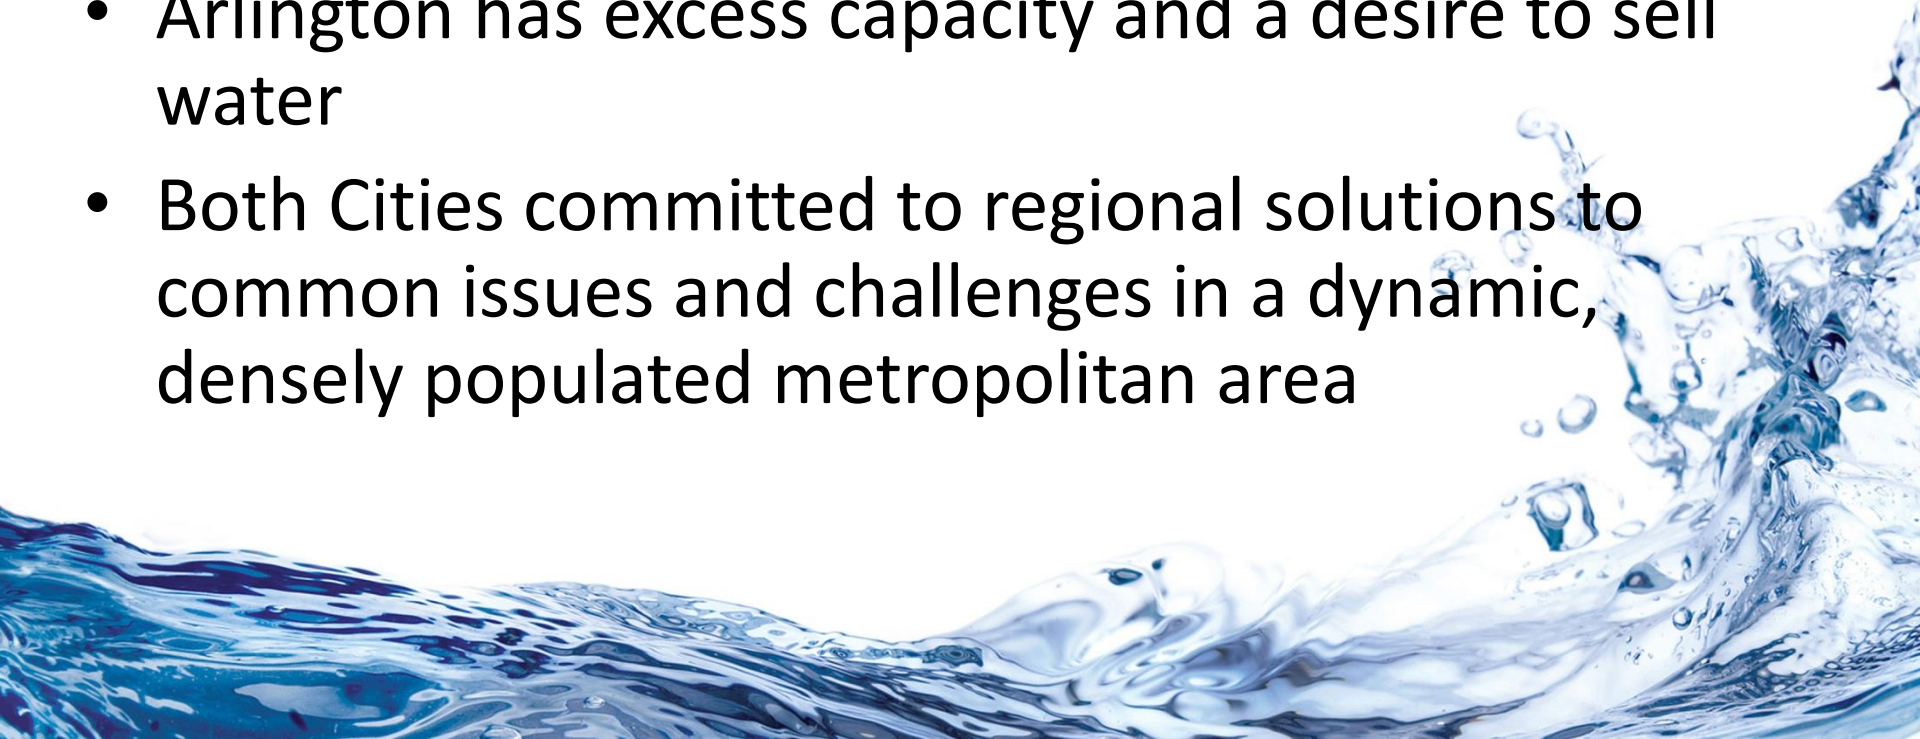 • Arlington has excess capacity and a desire to sell
water
• Both Cities committed to regional solutions to
common issues and challenges in a dynamic,
densely populated metropolitan area